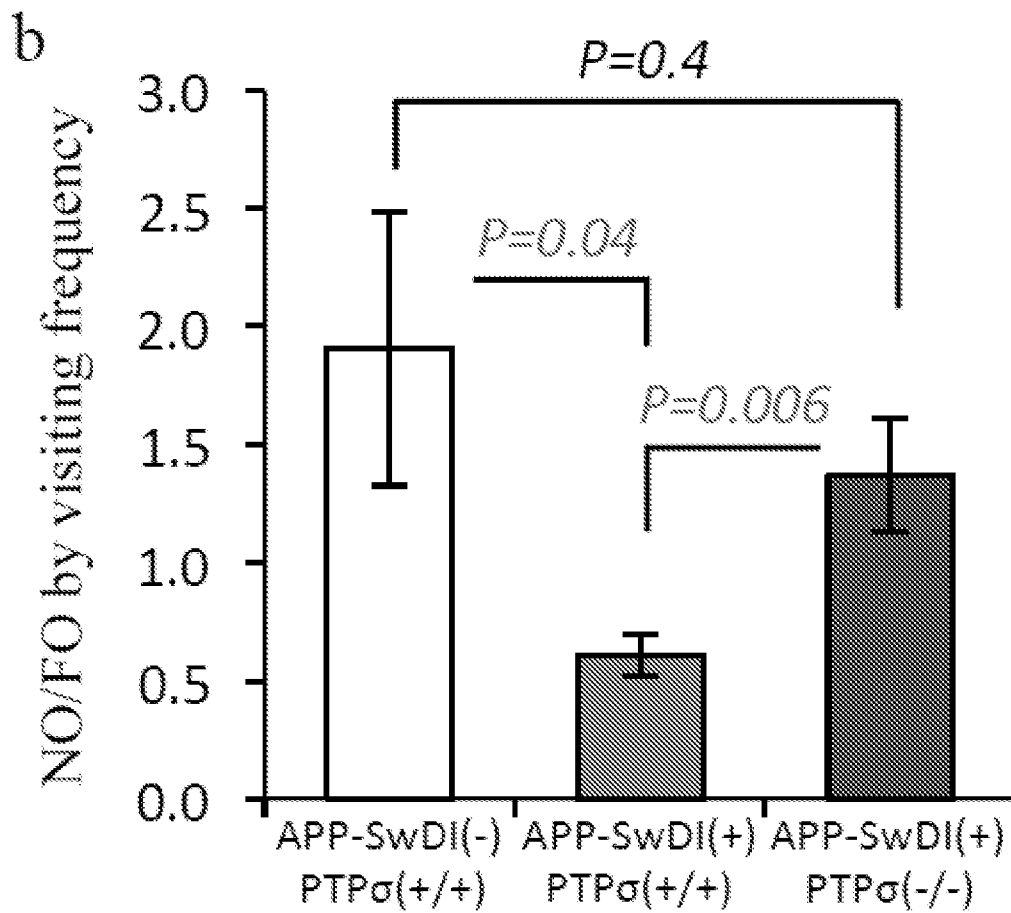 b
P=0.4
3.0
2.5
P=0.04
2.0
P=0.006
1.5
1.0
0.5
0.0
NO/FO by visiting frequency
APP-SwDI(-) APP-SwDI(+) APP-SwDI(+)
PTPσ(+/+) PTPσ(+/+) PTPσ(-/-)